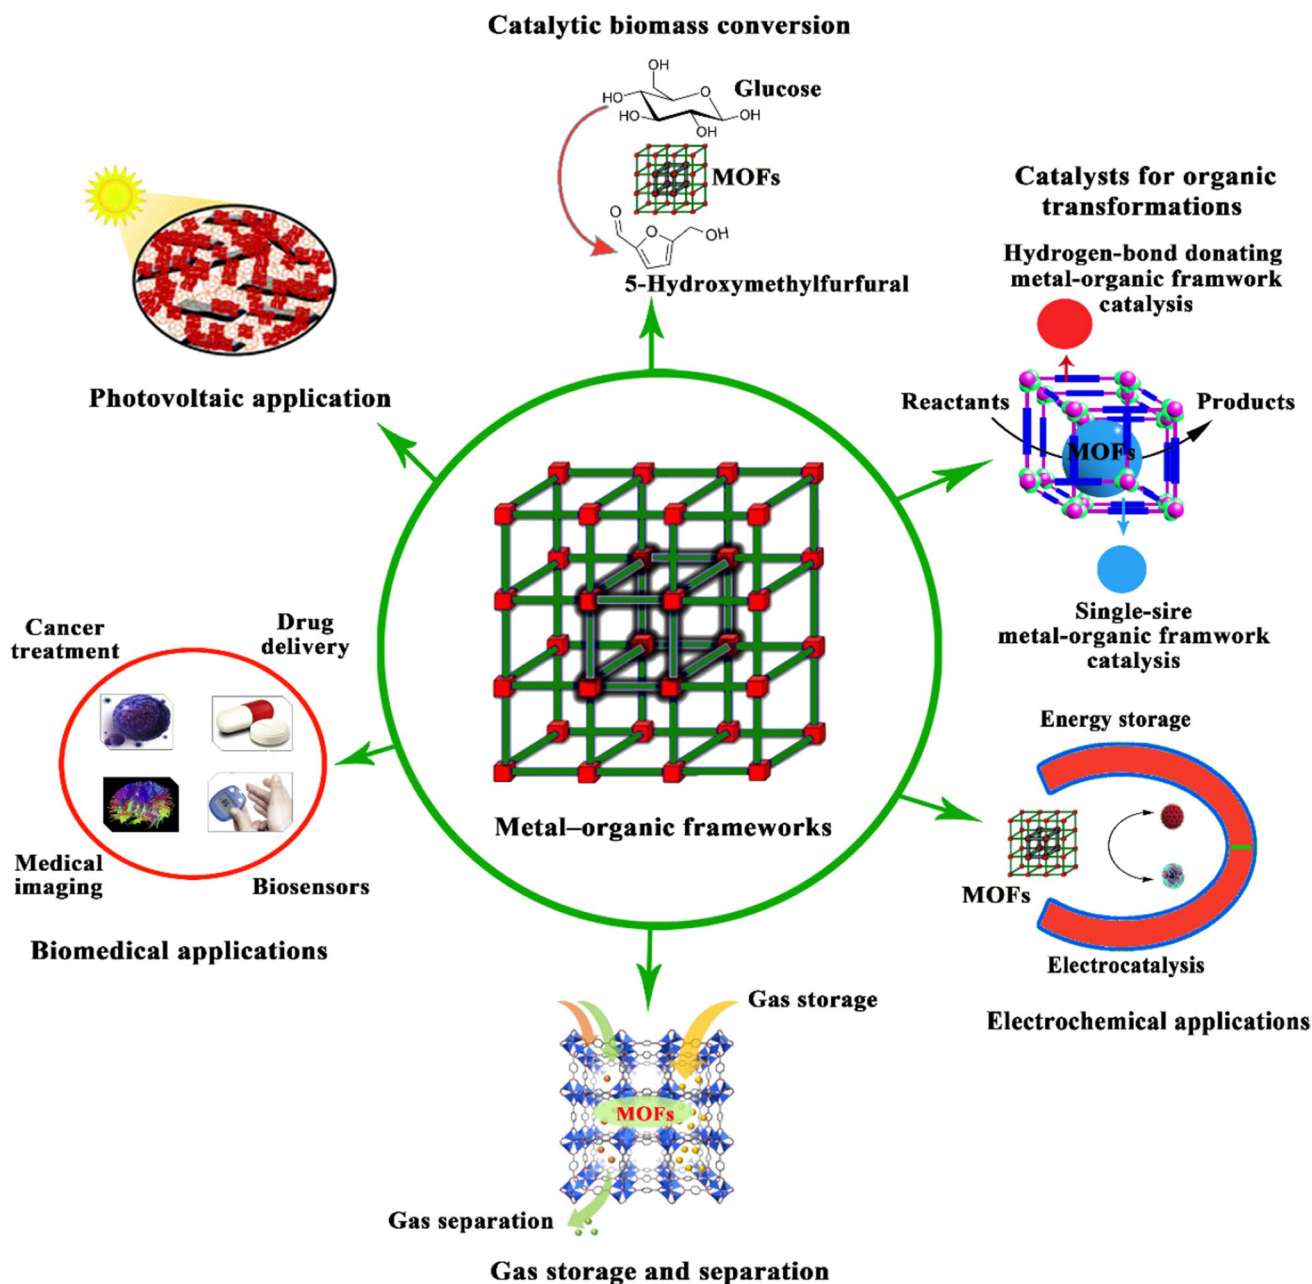 Catalytic biomass conversion
OH
HO
O
Glucose
HO
OH
OH
MOFs
O
O
OH
5-Hydroxymethylfurfural
Photovoltaic application
Catalysts for organic
transformations
Hydrogen-bond donating
metal-organic framwork
catalysis
Reactants
Products
MOFs
Single-sire
metal-organic framwork
catalysis
Metal–organic frameworks
Cancer
treatment
Drug
delivery
Medical
imaging
Biosensors
Biomedical applications
Energy storage
MOFs
Electrocatalysis
Electrochemical applications
Gas storage
MOFs
Gas separation
Gas storage and separation